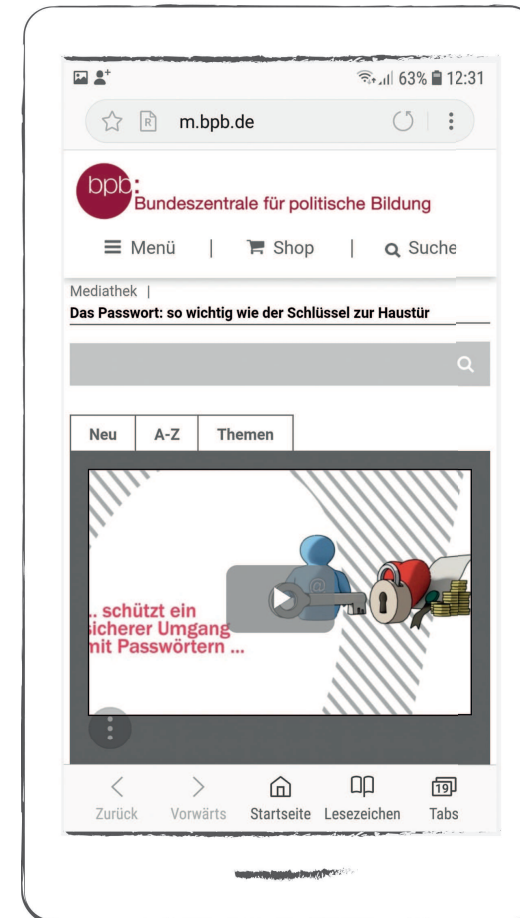 63% 12:31
R m.bpb.de
bpb:
Bundeszentrale für politische Bildung
Menü | Shop | Suche
Mediathek |
Das Passwort: so wichtig wie der Schlüssel zur Haustür
Neu A-Z Themen
@
.. schützt ein
sicherer Umgang
mit Passwörtern ...
19
Zurück Vorwärts Startseite Lesezeichen Tabs